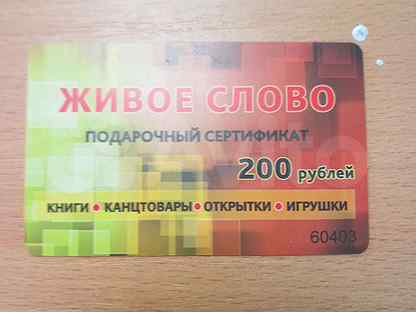 ЖИВОЕ СЛОВО
ПОДАРОЧНЫЙ СЕРТИФИКАТ
200 рублей
КНИГИ • КАНЦТОВАРЫ • ОТКРЫТКИ • ИГРУШКИ
60403